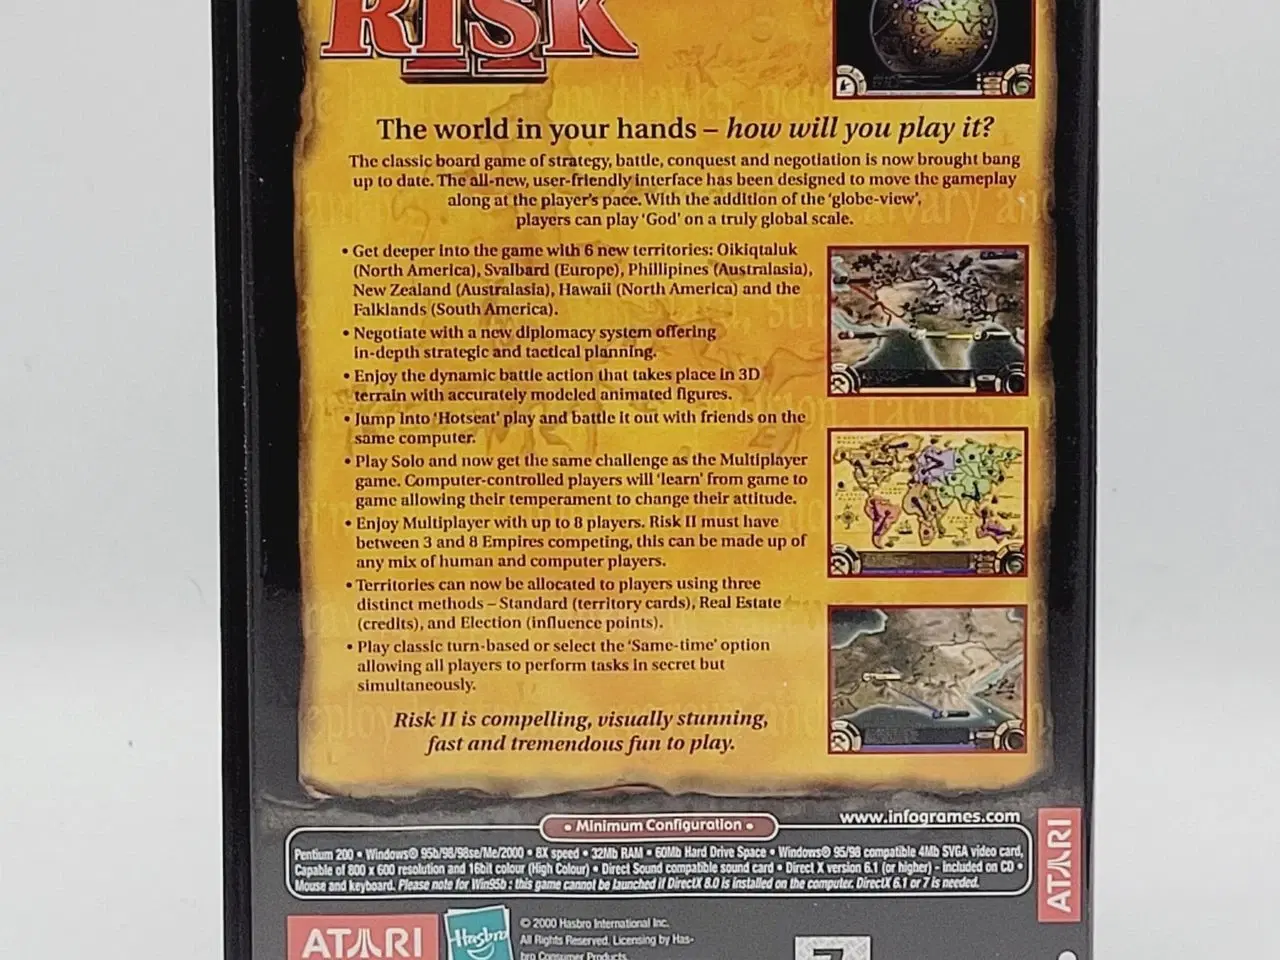 RISK
II
The world in your hands – how will you play it?
The classic board game of strategy, battle, conquest and negotiation is now brought bang
up to date. The all-new, user-friendly interface has been designed to move the gameplay
along at the player's pace. With the addition of the 'globe-view',
players can play 'God' on a truly global scale.
• Get deeper into the game with 6 new territories: Oikiqtaluk
(North America), Svalbard (Europe), Phillipines (Australasia),
New Zealand (Australasia), Hawaii (North America) and the
Falklands (South America).
• Negotiate with a new diplomacy system offering
in-depth strategic and tactical planning.
• Enjoy the dynamic battle action that takes place in 3D
terrain with accurately modeled animated figures.
• Jump into 'Hotseat' play and battle it out with friends on the
same computer.
• Play Solo and now get the same challenge as the Multiplayer
game. Computer-controlled players will 'learn' from game to
game allowing their temperament to change their attitude.
• Enjoy Multiplayer with up to 8 players. Risk II must have
between 3 and 8 Empires competing, this can be made up of
any mix of human and computer players.
• Territories can now be allocated to players using three
distinct methods – Standard (territory cards), Real Estate
(credits), and Election (influence points).
• Play classic turn-based or select the 'Same-time' option
allowing all players to perform tasks in secret but
simultaneously.
Risk II is compelling, visually stunning,
fast and tremendous fun to play.
www.infogrames.com
• Minimum Configuration •
Pentium 200 • Windows® 95b/98/98se/Me/2000 • 8X speed • 32Mb RAM • 60Mb Hard Drive Space • Windows® 95/98 compatible 4Mb SVGA video card,
Capable of 800 x 600 resolution and 16bit colour (High Colour) • Direct Sound compatible sound card • Direct X version 6.1 (or higher) - Included on CD •
Mouse and keyboard. Please note for Win95b : this game cannot be launched if DirectX 8.0 is installed on the computer. DirectX 6.1 or 7 is needed.
ATARI
ATARI
Hasbro
© 2000 Hasbro International Inc.
All Rights Reserved. Licensing by Has-
bro Consumer Products.
7